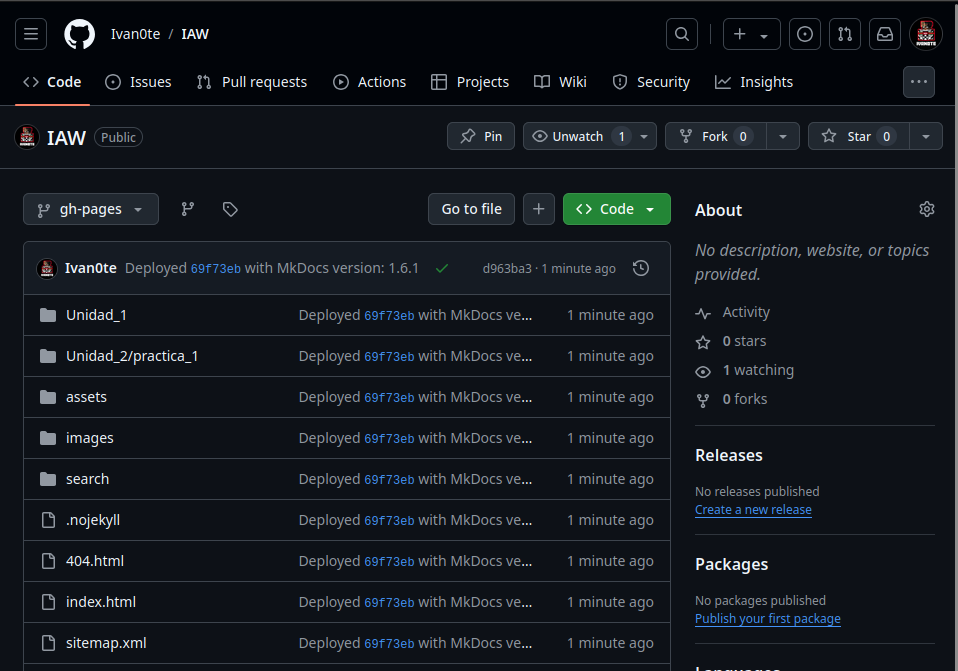 Ivan0te / IAW
Code Issues Pull requests Actions Projects Wiki Security Insights
IAW Public Pin Unwatch 1 Fork 0 Star 0
gh-pages Go to file Code
Ivan0te Deployed 69f73eb with MkDocs version: 1.6.1 d963ba3 · 1 minute ago
Unidad_1 Deployed 69f73eb with MkDocs ve... 1 minute ago
Unidad_2/practica_1 Deployed 69f73eb with MkDocs ve... 1 minute ago
assets Deployed 69f73eb with MkDocs ve... 1 minute ago
images Deployed 69f73eb with MkDocs ve... 1 minute ago
search Deployed 69f73eb with MkDocs ve... 1 minute ago
.nojekyll Deployed 69f73eb with MkDocs ve... 1 minute ago
404.html Deployed 69f73eb with MkDocs ve... 1 minute ago
index.html Deployed 69f73eb with MkDocs ve... 1 minute ago
sitemap.xml Deployed 69f73eb with MkDocs ve... 1 minute ago
About
No description, website, or topics
provided.
Activity
0 stars
1 watching
0 forks
Releases
No releases published
Create a new release
Packages
No packages published
Publish your first package
Languages